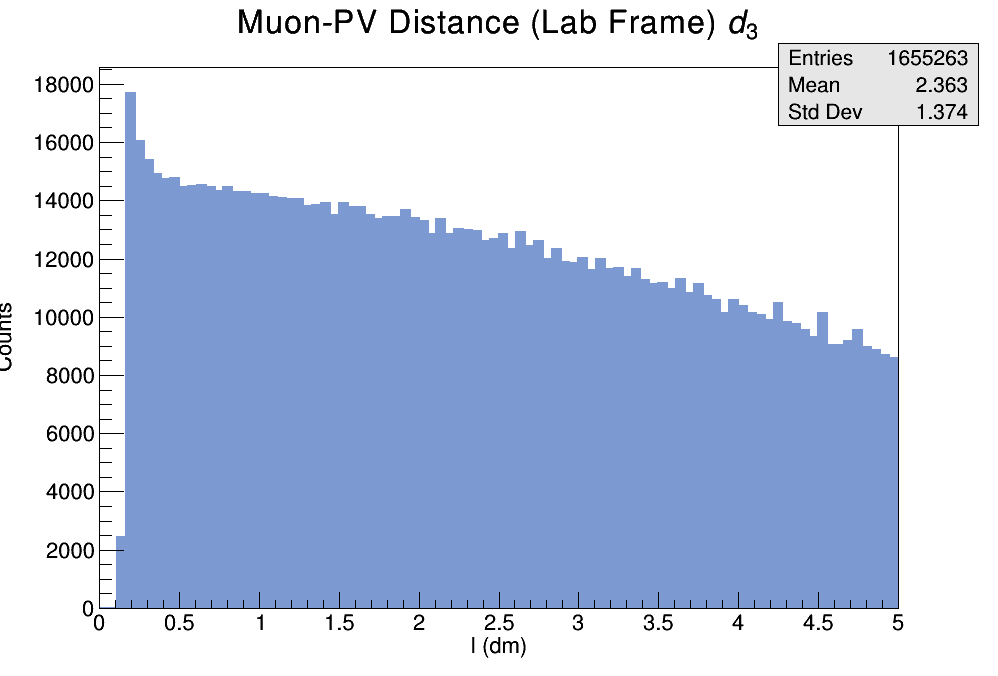 Muon-PV Distance (Lab Frame) d₃
Entries 1655263
Mean 2.363
Std Dev 1.374
18000
16000
14000
12000
10000
8000
6000
4000
2000
0
Counts
0 0.5 1 1.5 2 2.5 3 3.5 4 4.5 5
l (dm)